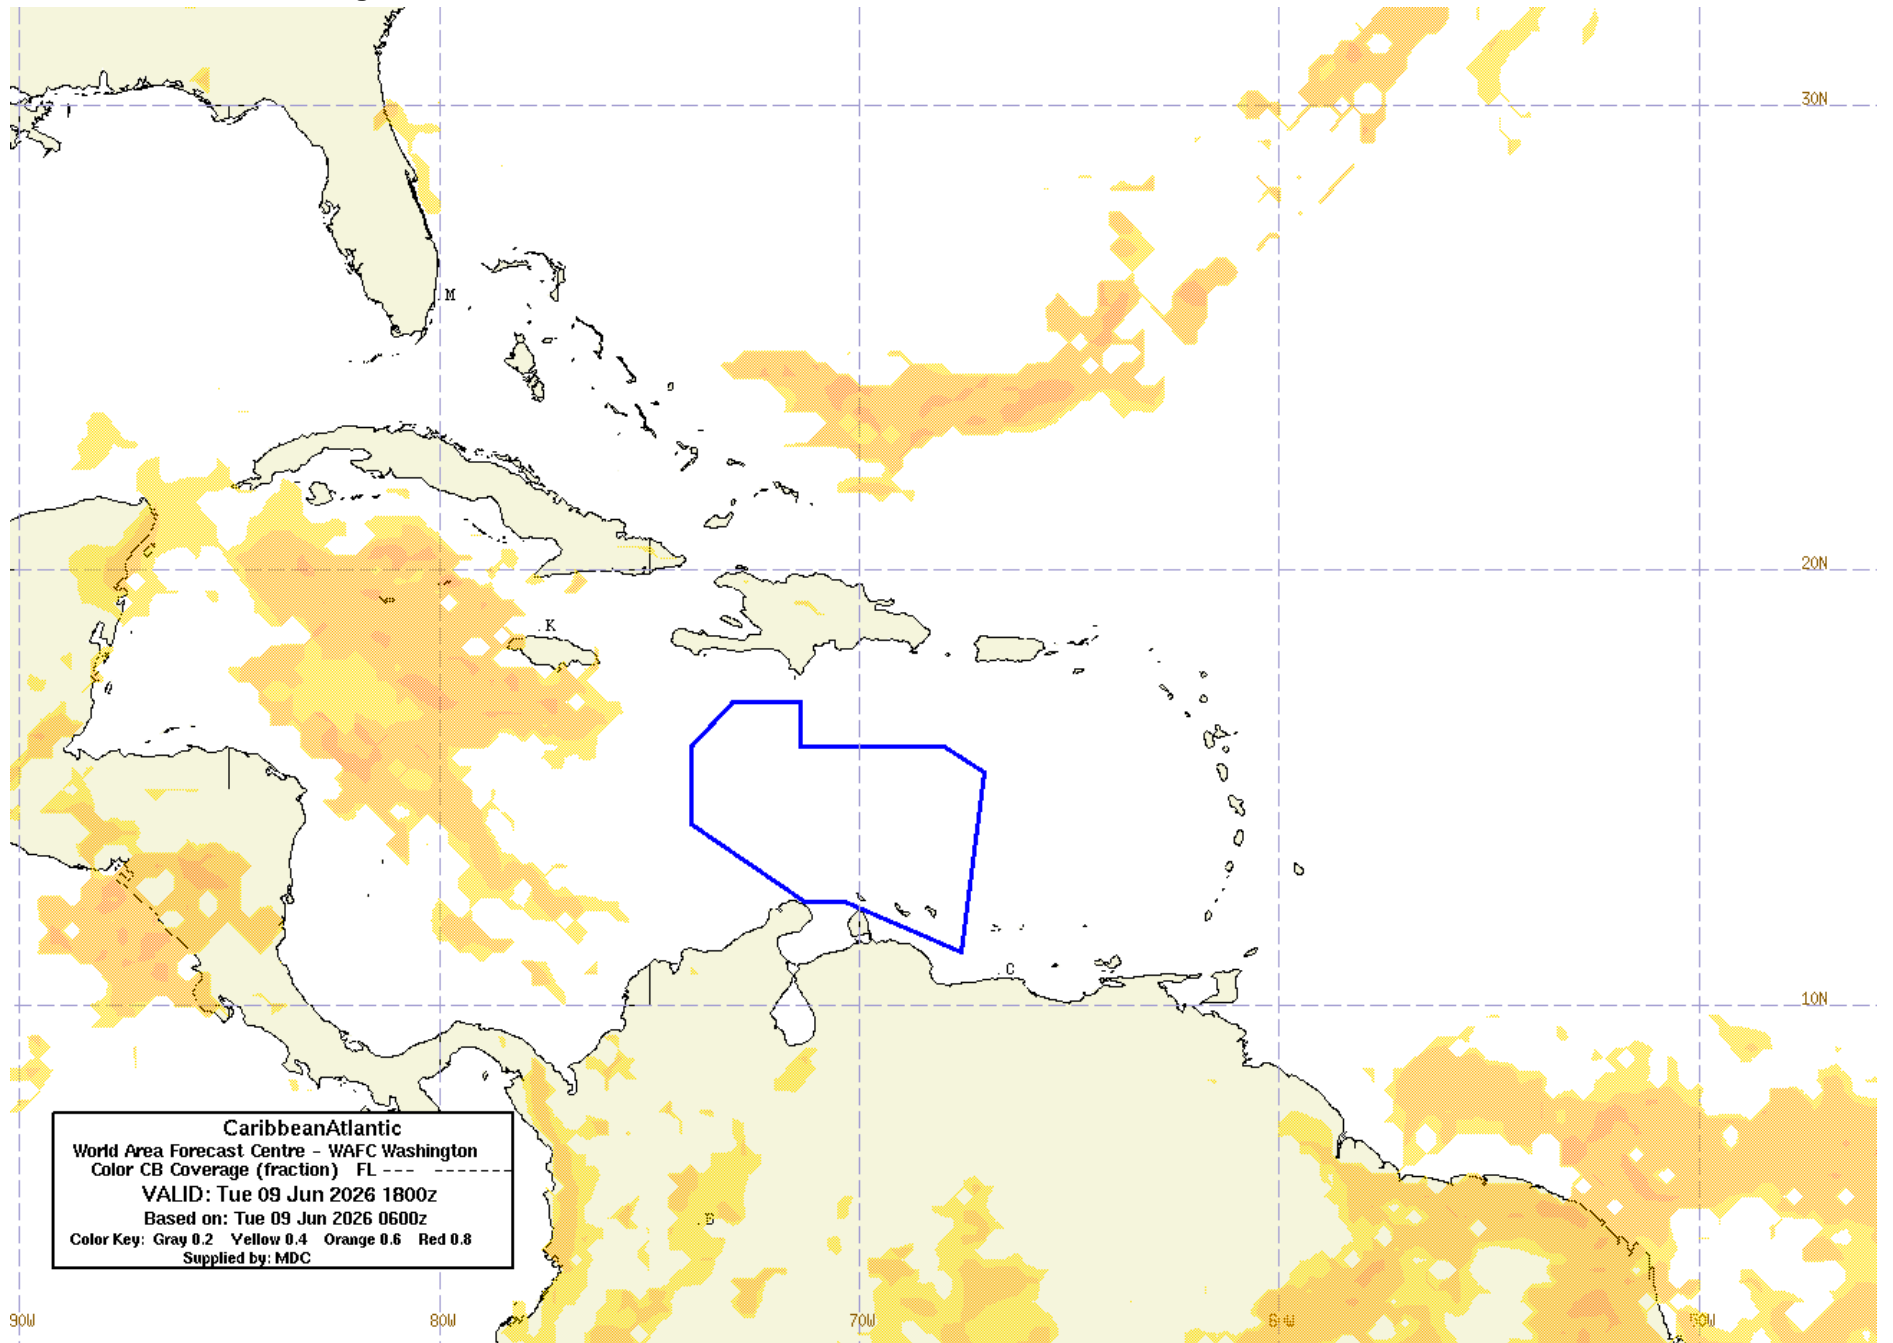 30N
M
20N
K
C
10N
CaribbeanAtlantic
World Area Forecast Centre - WAFC Washington
Color CB Coverage (fraction) FL --- ---------
VALID: Tue 09 Jun 2026 1800z
Based on: Tue 09 Jun 2026 0600z
Color Key: Gray 0.2 Yellow 0.4 Orange 0.6 Red 0.8
Supplied by: MDC
.B
90W 80W 70W 60W 50W